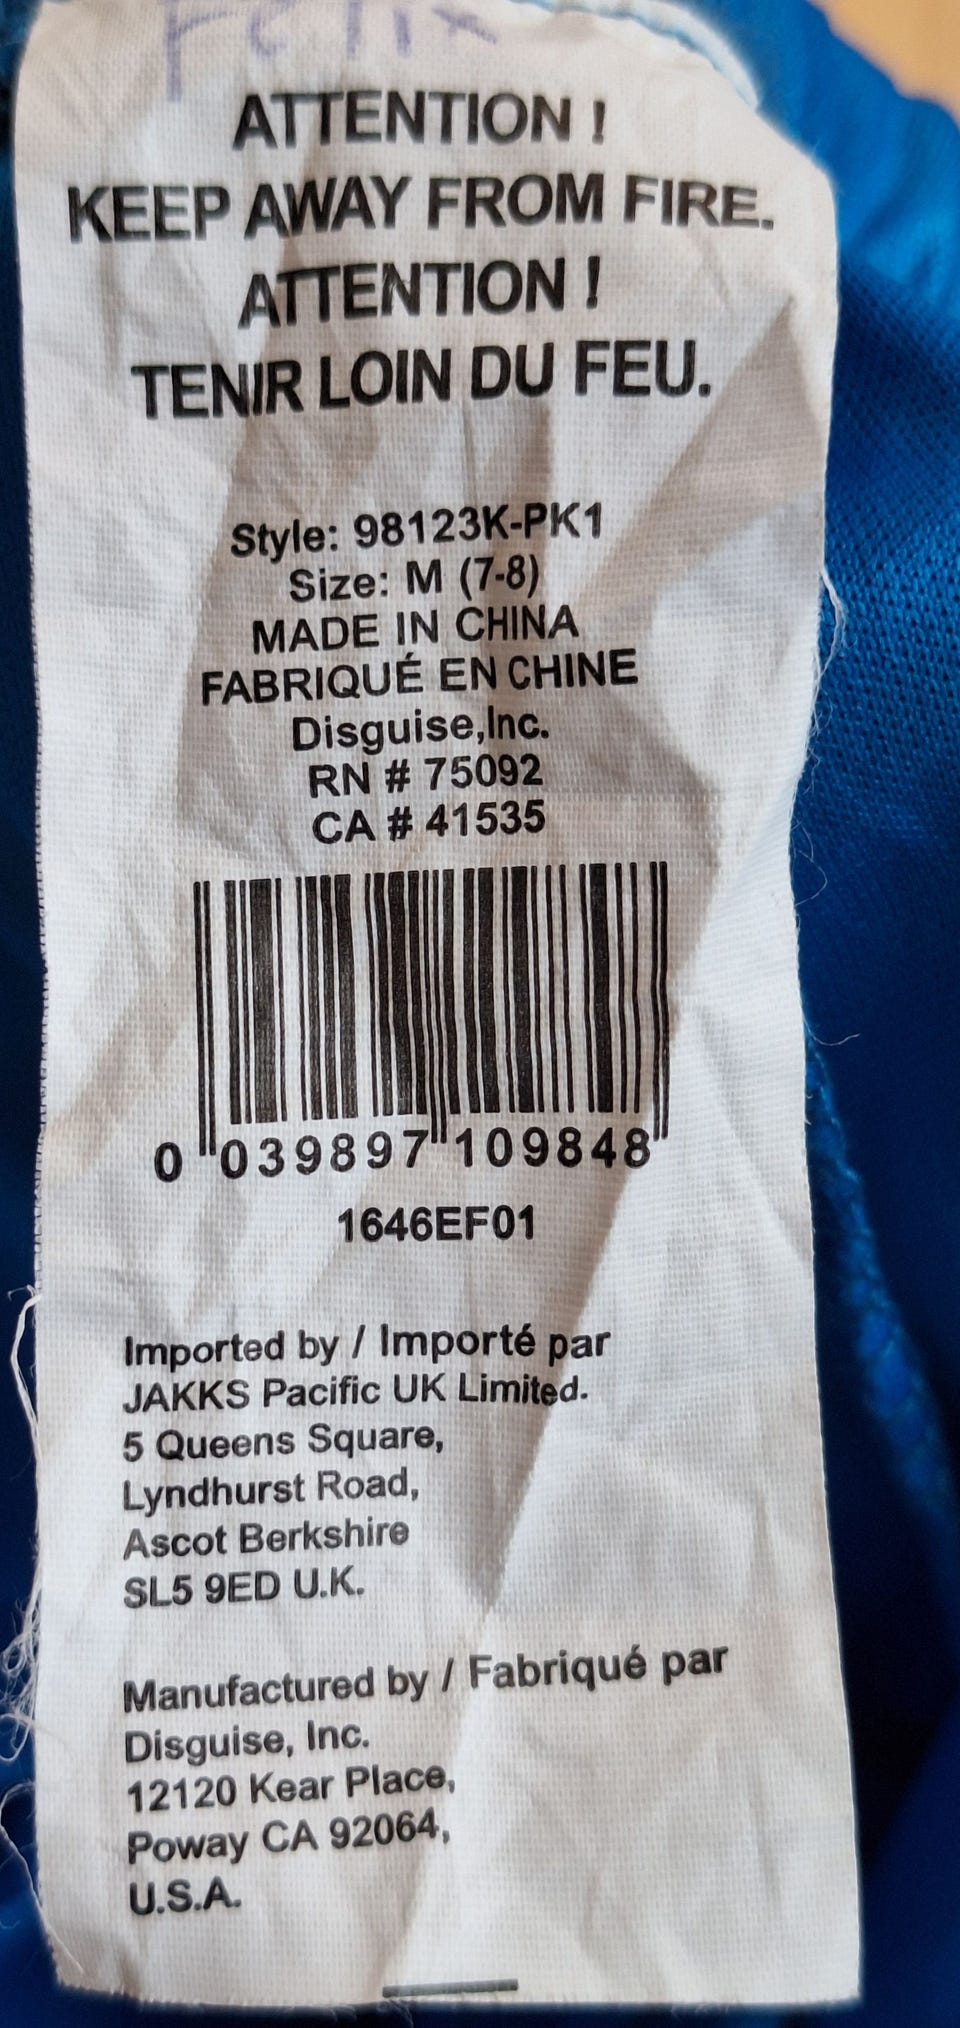 Felix
ATTENTION !
KEEP AWAY FROM FIRE.
ATTENTION !
TENIR LOIN DU FEU.
Style: 98123K-PK1
Size: M (7-8)
MADE IN CHINA
FABRIQUÉ EN CHINE
Disguise,Inc.
RN # 75092
CA # 41535
0 039897 109848
1646EF01
Imported by / Importé par
JAKKS Pacific UK Limited.
5 Queens Square,
Lyndhurst Road,
Ascot Berkshire
SL5 9ED U.K.
Manufactured by / Fabriqué par
Disguise, Inc.
12120 Kear Place,
Poway CA 92064,
U.S.A.